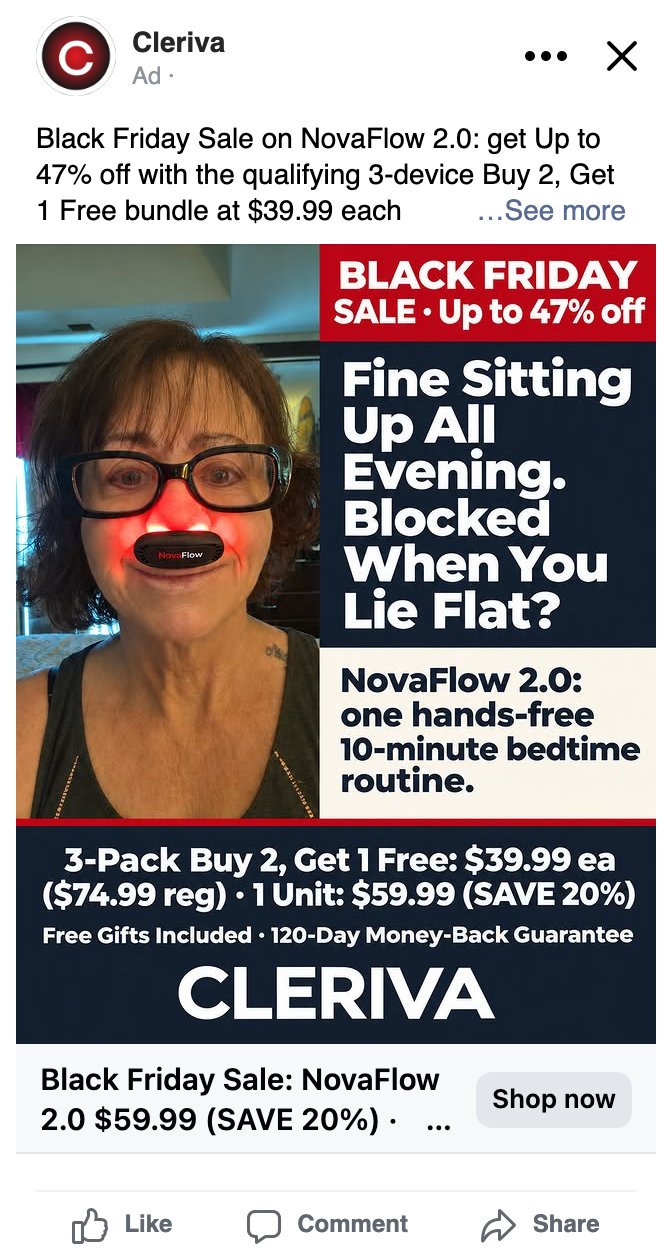 C
Cleriva
Ad ·
Black Friday Sale on NovaFlow 2.0: get Up to
47% off with the qualifying 3-device Buy 2, Get
1 Free bundle at $39.99 each ...See more
BLACK FRIDAY
SALE · Up to 47% off
Fine Sitting
Up All
Evening.
Blocked
When You
Lie Flat?
NovaFlow
NovaFlow 2.0:
one hands-free
10-minute bedtime
routine.
3-Pack Buy 2, Get 1 Free: $39.99 ea
($74.99 reg) · 1 Unit: $59.99 (SAVE 20%)
Free Gifts Included · 120-Day Money-Back Guarantee
CLERIVA
Black Friday Sale: NovaFlow
2.0 $59.99 (SAVE 20%) · ...
Shop now
Like
Comment
Share